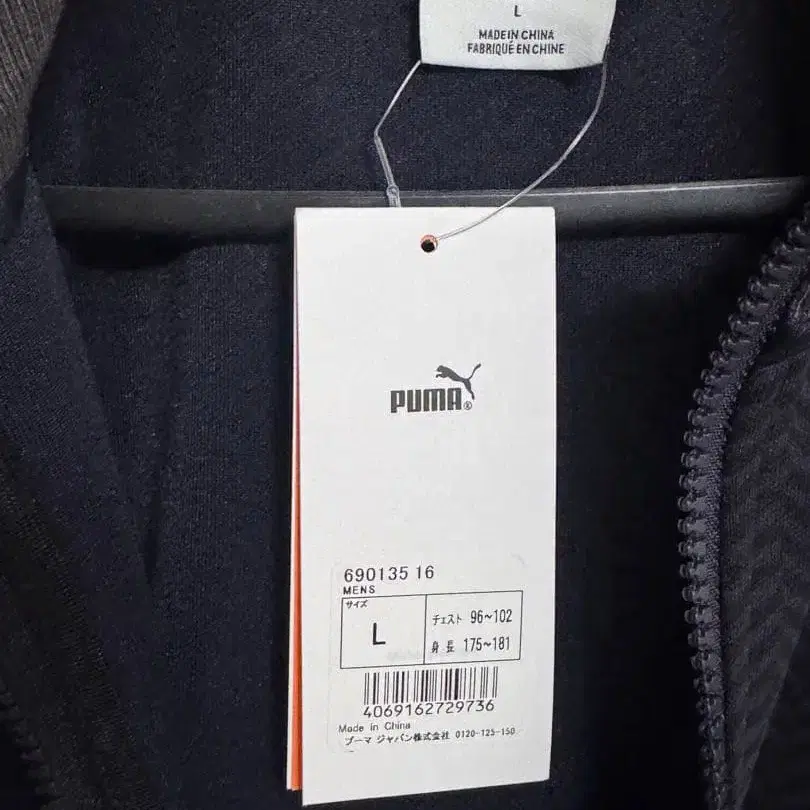 L
MADE IN CHINA
FABRIQUÉ EN CHINE
PUMA®
690135 16
MENS
サイズ
L
チェスト 96~102
身長 175~181
4069162729736
Made in China
プーマ ジャパン株式会社 0120-125-150